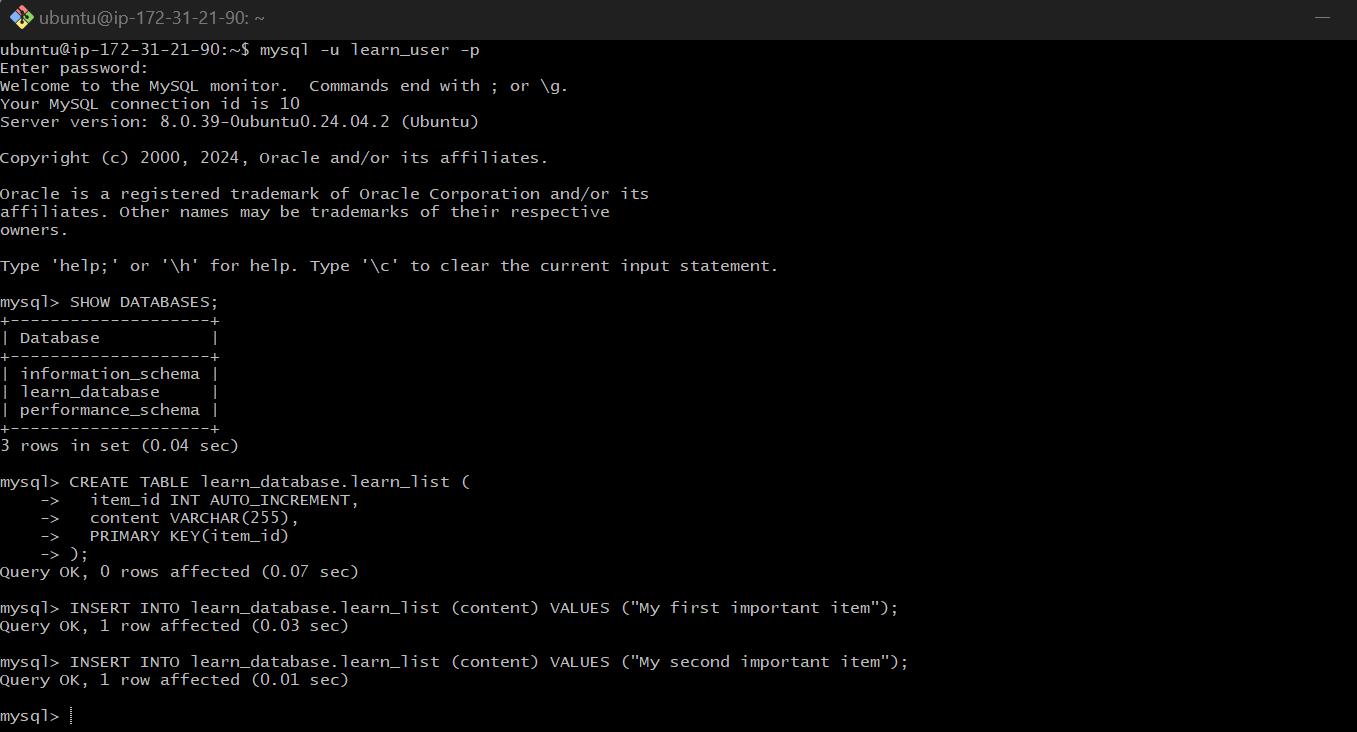 ubuntu@ip-172-31-21-90: ~
ubuntu@ip-172-31-21-90:~$ mysql -u learn_user -p
Enter password:
Welcome to the MySQL monitor.  Commands end with ; or \g.
Your MySQL connection id is 10
Server version: 8.0.39-0ubuntu0.24.04.2 (Ubuntu)

Copyright (c) 2000, 2024, Oracle and/or its affiliates.

Oracle is a registered trademark of Oracle Corporation and/or its
affiliates. Other names may be trademarks of their respective
owners.

Type 'help;' or '\h' for help. Type '\c' to clear the current input statement.

mysql> SHOW DATABASES;
+--------------------+
| Database           |
+--------------------+
| information_schema |
| learn_database     |
| performance_schema |
+--------------------+
3 rows in set (0.04 sec)

mysql> CREATE TABLE learn_database.learn_list (
    ->   item_id INT AUTO_INCREMENT,
    ->   content VARCHAR(255),
    ->   PRIMARY KEY(item_id)
    -> );
Query OK, 0 rows affected (0.07 sec)

mysql> INSERT INTO learn_database.learn_list (content) VALUES ("My first important item");
Query OK, 1 row affected (0.03 sec)

mysql> INSERT INTO learn_database.learn_list (content) VALUES ("My second important item");
Query OK, 1 row affected (0.01 sec)

mysql>